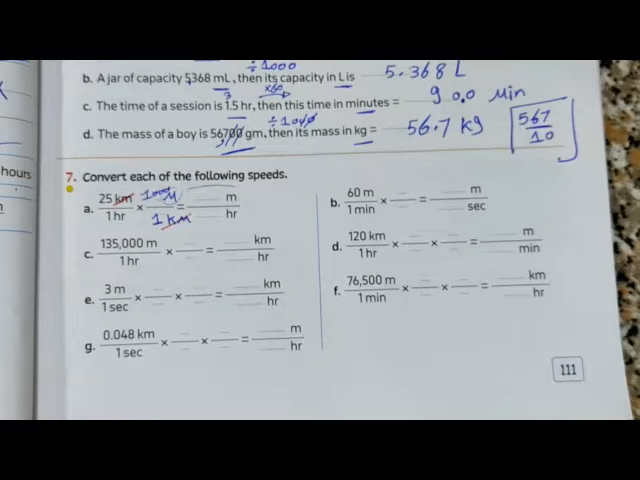 ÷1000
b. A jar of capacity 5368 mL, then its capacity in L is 5.368 L
×60
c. The time of a session is 1.5 hr, then this time in minutes = 90.0 Min
÷1000
d. The mass of a boy is 56700 gm, then its mass in kg = 56.7 kg 567/10
hours
7. Convert each of the following speeds.
a. 25 km/1 hr × 1000 M/1 KM = m/hr
b. 60 m/1 min × — = m/sec
c. 135,000 m/1 hr × — = km/hr
d. 120 km/1 hr × — × — = m/min
e. 3 m/1 sec × — × — = km/hr
f. 76,500 m/1 min × — × — = km/hr
g. 0.048 km/1 sec × — × — = m/hr
111